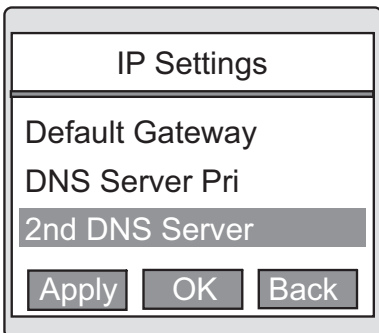 IP Settings
Default Gateway
DNS Server Pri
2nd DNS Server
Apply OK Back